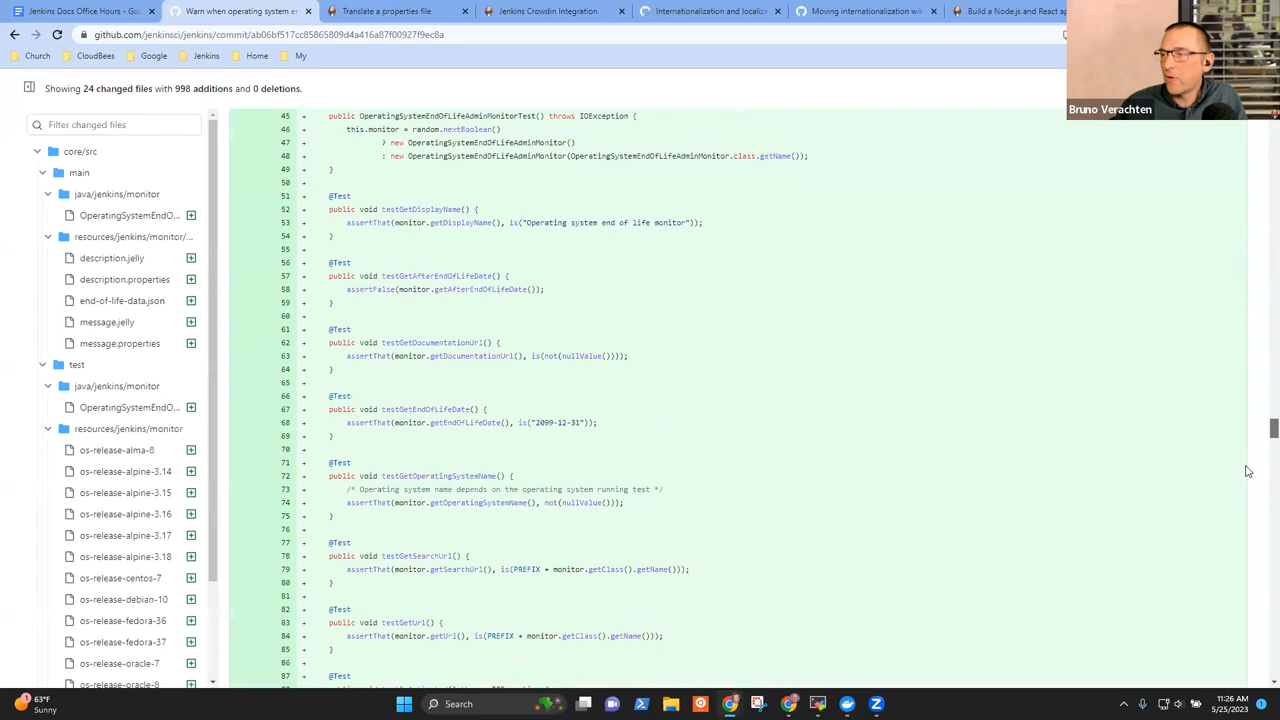 Jenkins Docs Office Hours - Goo
Warn when operating system en
Translate a properties file
Jenkins Crowdin Integration
Internationalization and localiza
Moving internationalization wit
Build a Node.js and React ap
github.com/jenkinsci/jenkins/commit/ab06bf517cc85865809d4a416a87f00927f9ec8a
Church
CloudBees
Google
Jenkins
Home
My
Bruno Verachten
Showing 24 changed files with 998 additions and 0 deletions.
Filter changed files
core/src
main
java/jenkins/monitor
OperatingSystemEndO...
resources/jenkins/monitor/...
description.jelly
description.properties
end-of-life-data.json
message.jelly
message.properties
test
java/jenkins/monitor
OperatingSystemEndO...
resources/jenkins/monitor
os-release-alma-8
os-release-alpine-3.14
os-release-alpine-3.15
os-release-alpine-3.16
os-release-alpine-3.17
os-release-alpine-3.18
os-release-centos-7
os-release-debian-10
os-release-fedora-36
os-release-fedora-37
os-release-oracle-7
os-release-oracle-8
45 + public OperatingSystemEndOfLifeAdminMonitorTest() throws IOException {
46 + this.monitor = random.nextBoolean()
47 + ? new OperatingSystemEndOfLifeAdminMonitor()
48 + : new OperatingSystemEndOfLifeAdminMonitor(OperatingSystemEndOfLifeAdminMonitor.class.getName());
49 + }
50 +
51 + @Test
52 + public void testGetDisplayName() {
53 + assertThat(monitor.getDisplayName(), is("Operating system end of life monitor"));
54 + }
55 +
56 + @Test
57 + public void testGetAfterEndOfLifeDate() {
58 + assertFalse(monitor.getAfterEndOfLifeDate());
59 + }
60 +
61 + @Test
62 + public void testGetDocumentationUrl() {
63 + assertThat(monitor.getDocumentationUrl(), is(not(nullValue())));
64 + }
65 +
66 + @Test
67 + public void testGetEndOfLifeDate() {
68 + assertThat(monitor.getEndOfLifeDate(), is("2099-12-31"));
69 + }
70 +
71 + @Test
72 + public void testGetOperatingSystemName() {
73 + /* Operating system name depends on the operating system running test */
74 + assertThat(monitor.getOperatingSystemName(), not(nullValue()));
75 + }
76 +
77 + @Test
78 + public void testGetSearchUrl() {
79 + assertThat(monitor.getSearchUrl(), is(PREFIX + monitor.getClass().getName()));
80 + }
81 +
82 + @Test
83 + public void testGetUrl() {
84 + assertThat(monitor.getUrl(), is(PREFIX + monitor.getClass().getName()));
85 + }
86 +
87 + @Test
63°F
Sunny
Search
11:26 AM
5/25/2023